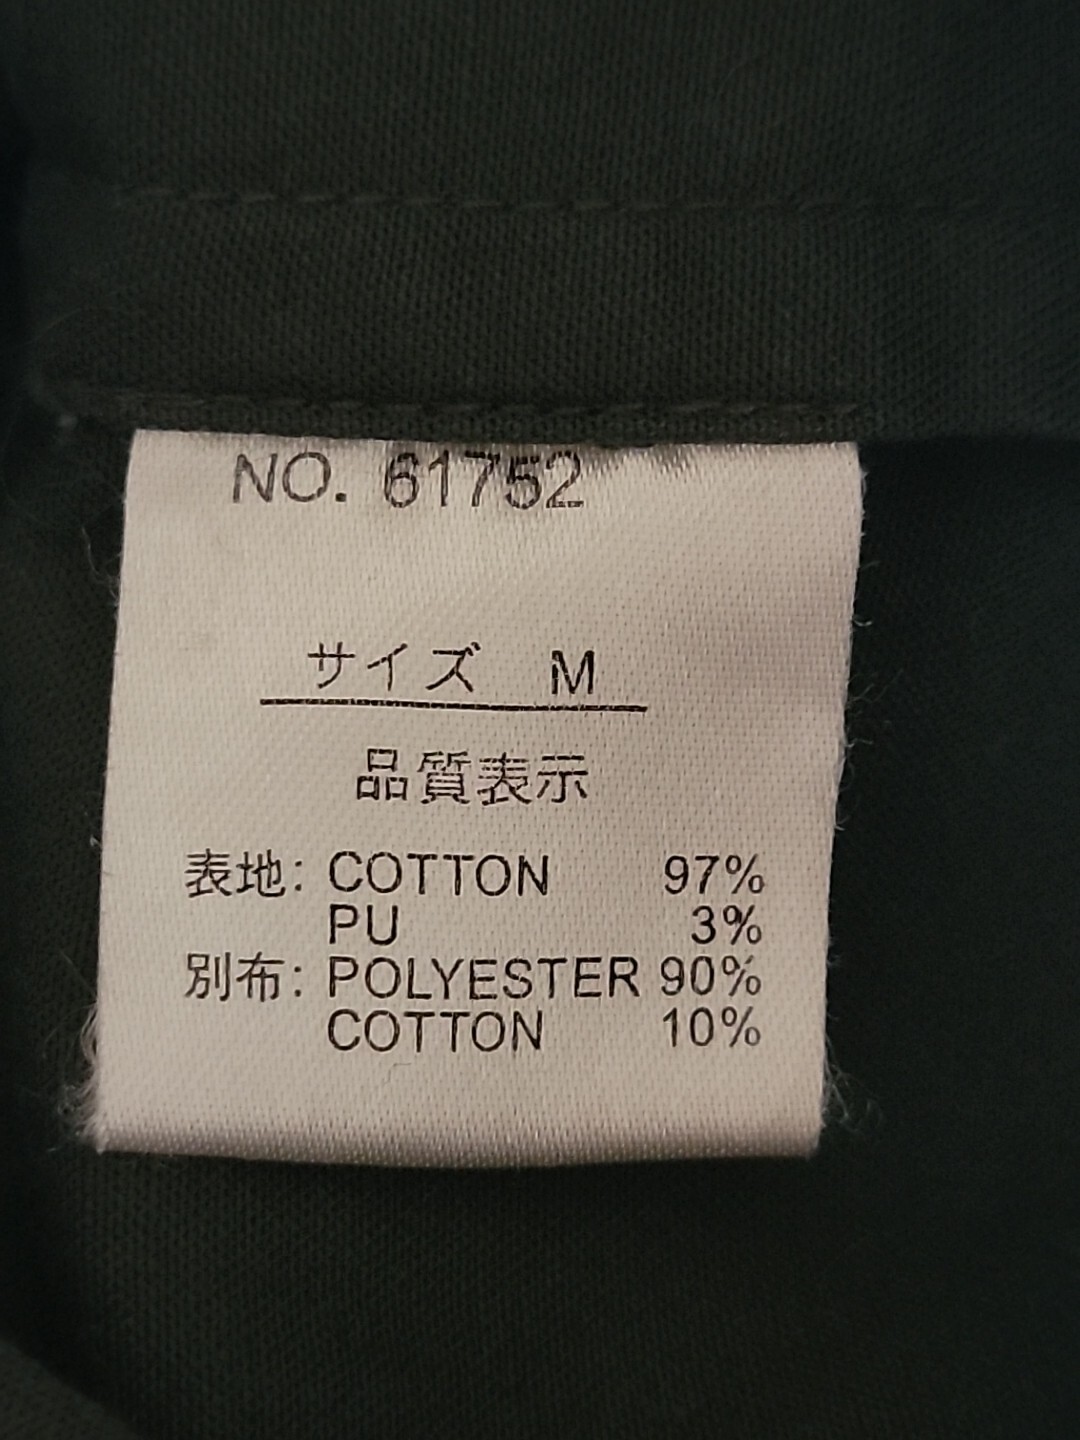 NO. 61752
サイズ M
品質表示
表地: COTTON 97%
PU 3%
別布: POLYESTER 90%
COTTON 10%